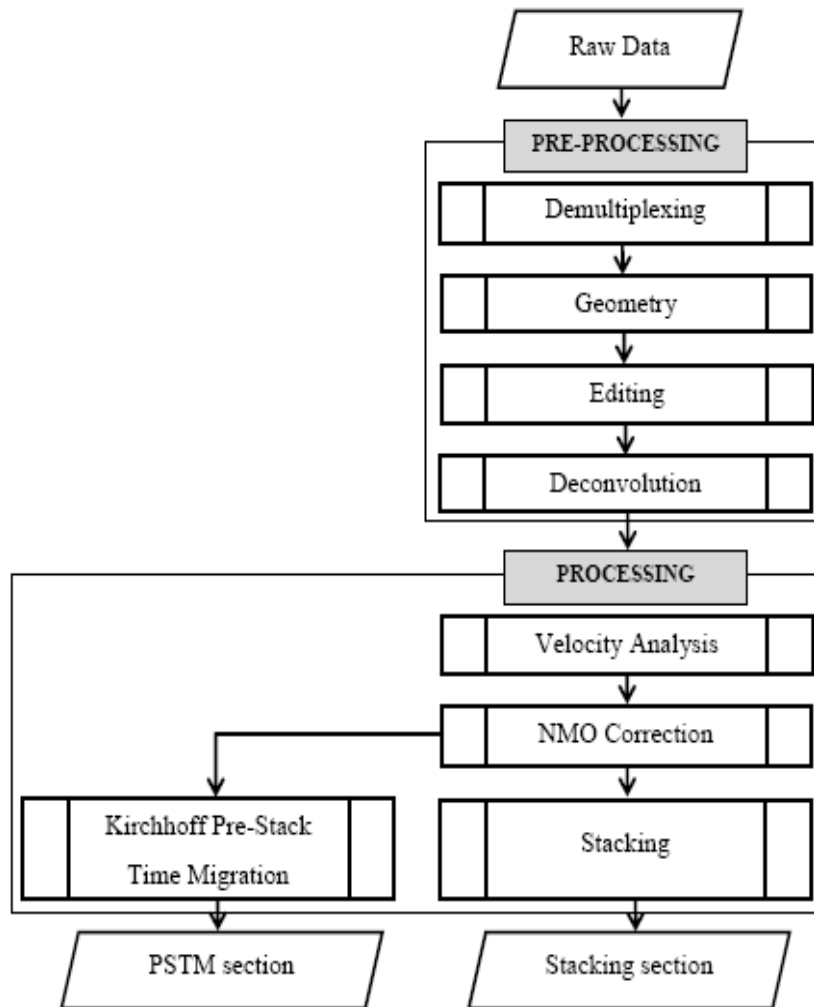 Raw Data
PRE-PROCESSING
Demultiplexing
Geometry
Editing
Deconvolution
PROCESSING
Velocity Analysis
NMO Correction
Kirchhoff Pre-Stack
Time Migration
Stacking
PSTM section
Stacking section